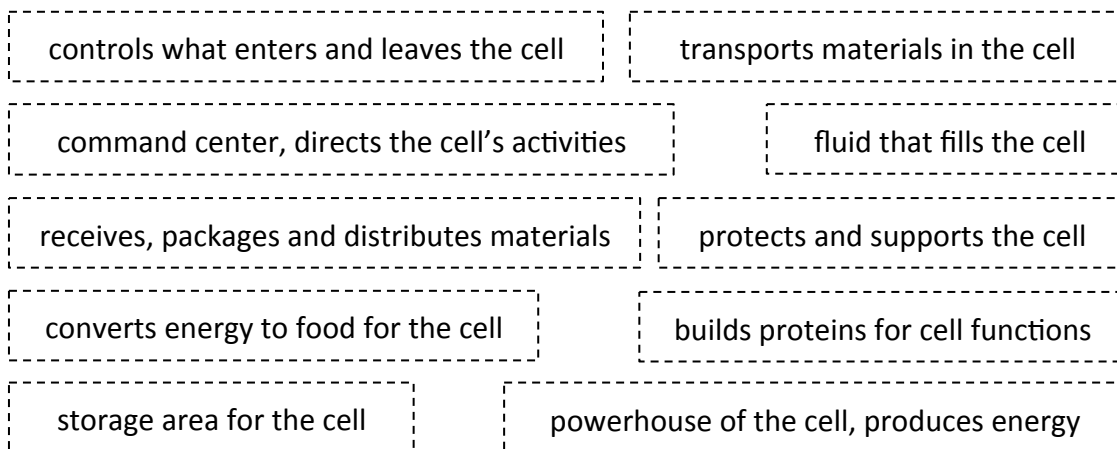 controls what enters and leaves the cell
transports materials in the cell
command center, directs the cell’s activities
fluid that fills the cell
receives, packages and distributes materials
protects and supports the cell
converts energy to food for the cell
builds proteins for cell functions
storage area for the cell
powerhouse of the cell, produces energy